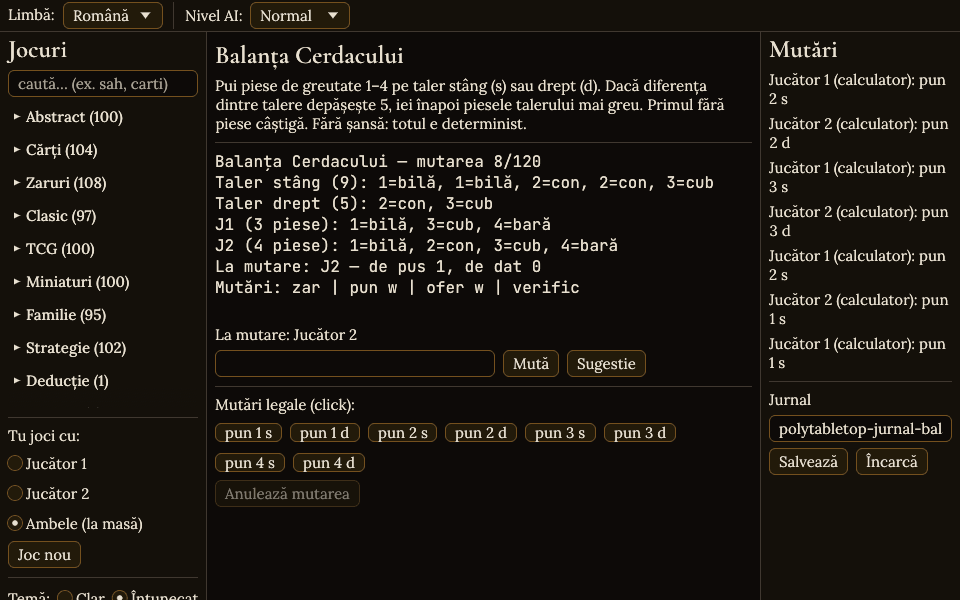 Limbă: Română ▼ Nivel AI: Normal ▼
Jocuri
caută... (ex. sah, carti)
▸ Abstract (100)
▸ Cărți (104)
▸ Zaruri (108)
▸ Clasic (97)
▸ TCG (100)
▸ Miniaturi (100)
▸ Familie (95)
▸ Strategie (102)
▸ Deducție (1)
Tu joci cu:
Jucător 1
Jucător 2
Ambele (la masă)
Joc nou
Temă: Clar Întunecat
Balanța Cerdacului
Pui piese de greutate 1–4 pe taler stâng (s) sau drept (d). Dacă diferența
dintre talere depășește 5, iei înapoi piesele talerului mai greu. Primul fără
piese câștigă. Fără șansă: totul e determinist.
Balanța Cerdacului — mutarea 8/120
Taler stâng (9): 1=bilă, 1=bilă, 2=con, 2=con, 3=cub
Taler drept (5): 2=con, 3=cub
J1 (3 piese): 1=bilă, 3=cub, 4=bară
J2 (4 piese): 1=bilă, 2=con, 3=cub, 4=bară
La mutare: J2 — de pus 1, de dat 0
Mutări: zar | pun w | ofer w | verific
La mutare: Jucător 2
Mută Sugestie
Mutări legale (click):
pun 1 s pun 1 d pun 2 s pun 2 d pun 3 s pun 3 d
pun 4 s pun 4 d
Anulează mutarea
Mutări
Jucător 1 (calculator): pun
2 s
Jucător 2 (calculator): pun
2 d
Jucător 1 (calculator): pun
3 s
Jucător 2 (calculator): pun
3 d
Jucător 1 (calculator): pun
2 s
Jucător 2 (calculator): pun
1 s
Jucător 1 (calculator): pun
1 s
Jurnal
polytabletop-jurnal-bal
Salvează Încarcă